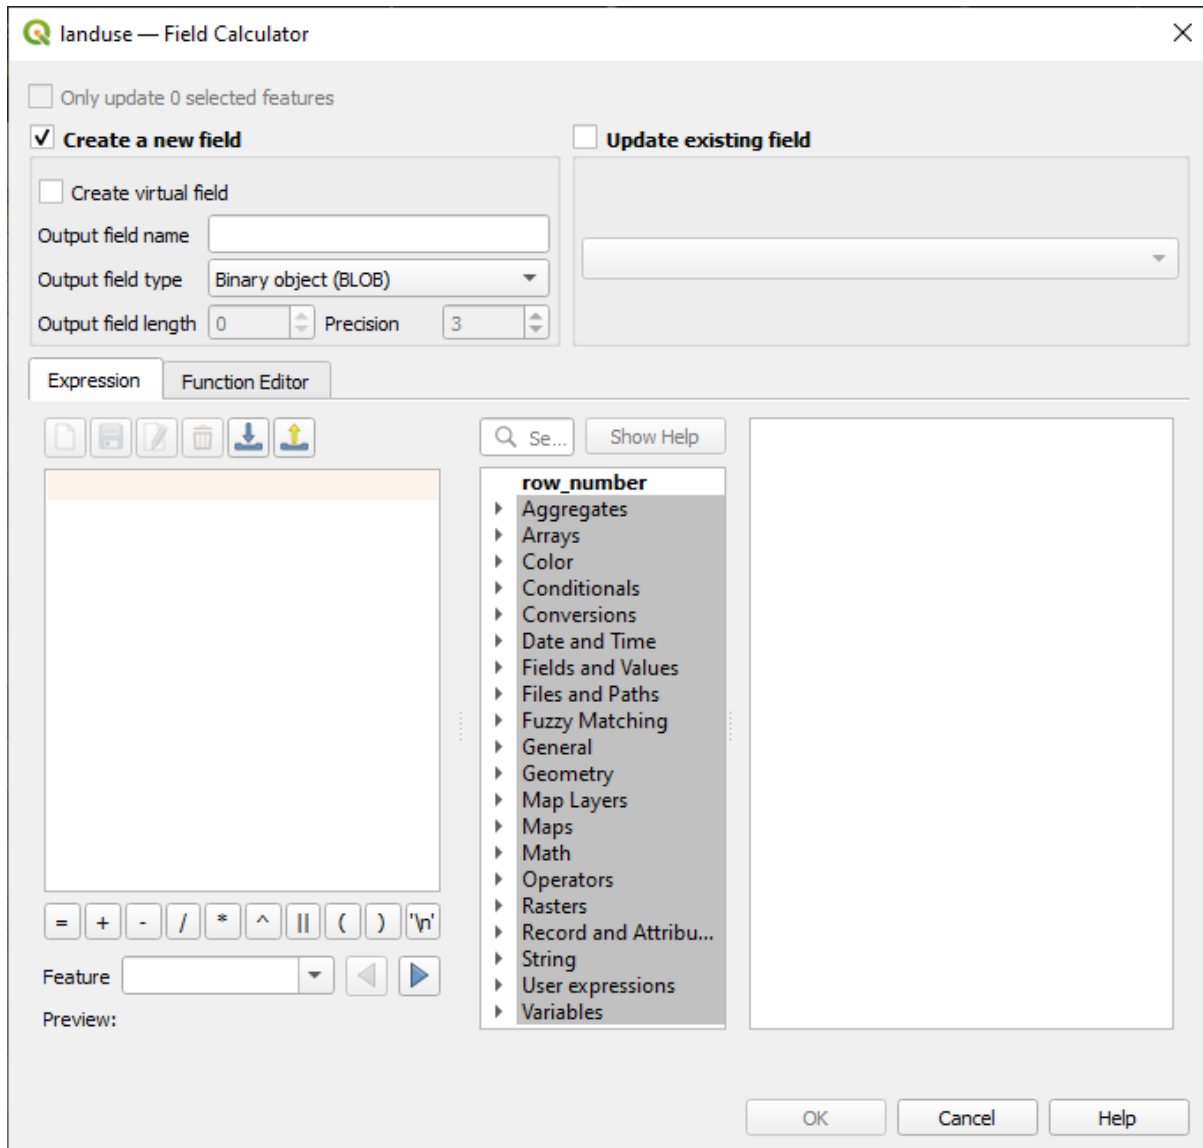 landuse — Field Calculator
Only update 0 selected features
Create a new field
Update existing field
Create virtual field
Output field name
Output field type Binary object (BLOB)
Output field length 0 Precision 3
Expression Function Editor
Se... Show Help
row_number
Aggregates
Arrays
Color
Conditionals
Conversions
Date and Time
Fields and Values
Files and Paths
Fuzzy Matching
General
Geometry
Map Layers
Maps
Math
Operators
Rasters
Record and Attribu...
String
User expressions
Variables
= + - / * ^ || ( ) '\n'
Feature
Preview:
OK Cancel Help